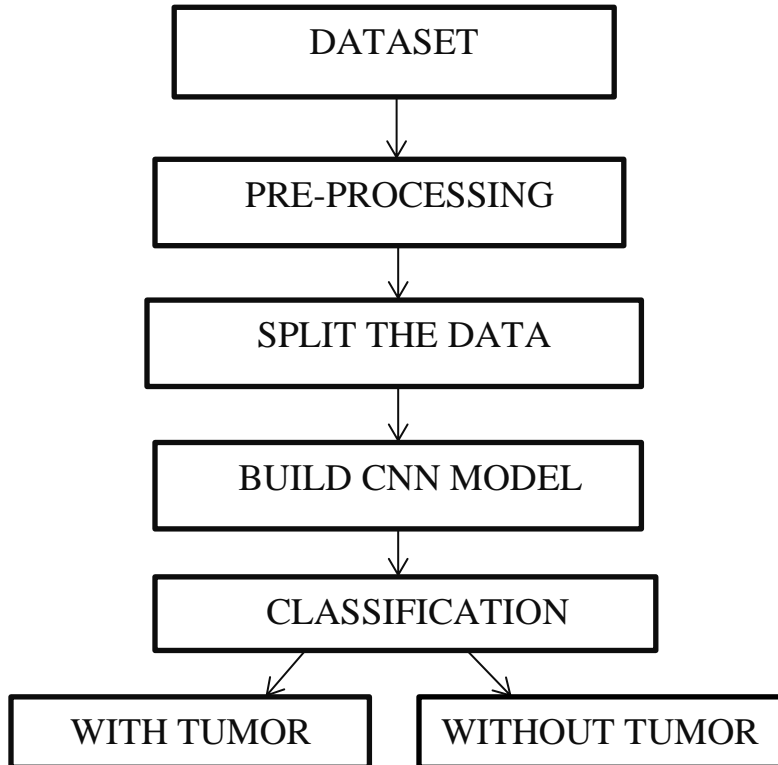 DATASET
PRE-PROCESSING
SPLIT THE DATA
BUILD CNN MODEL
CLASSIFICATION
WITH TUMOR
WITHOUT TUMOR